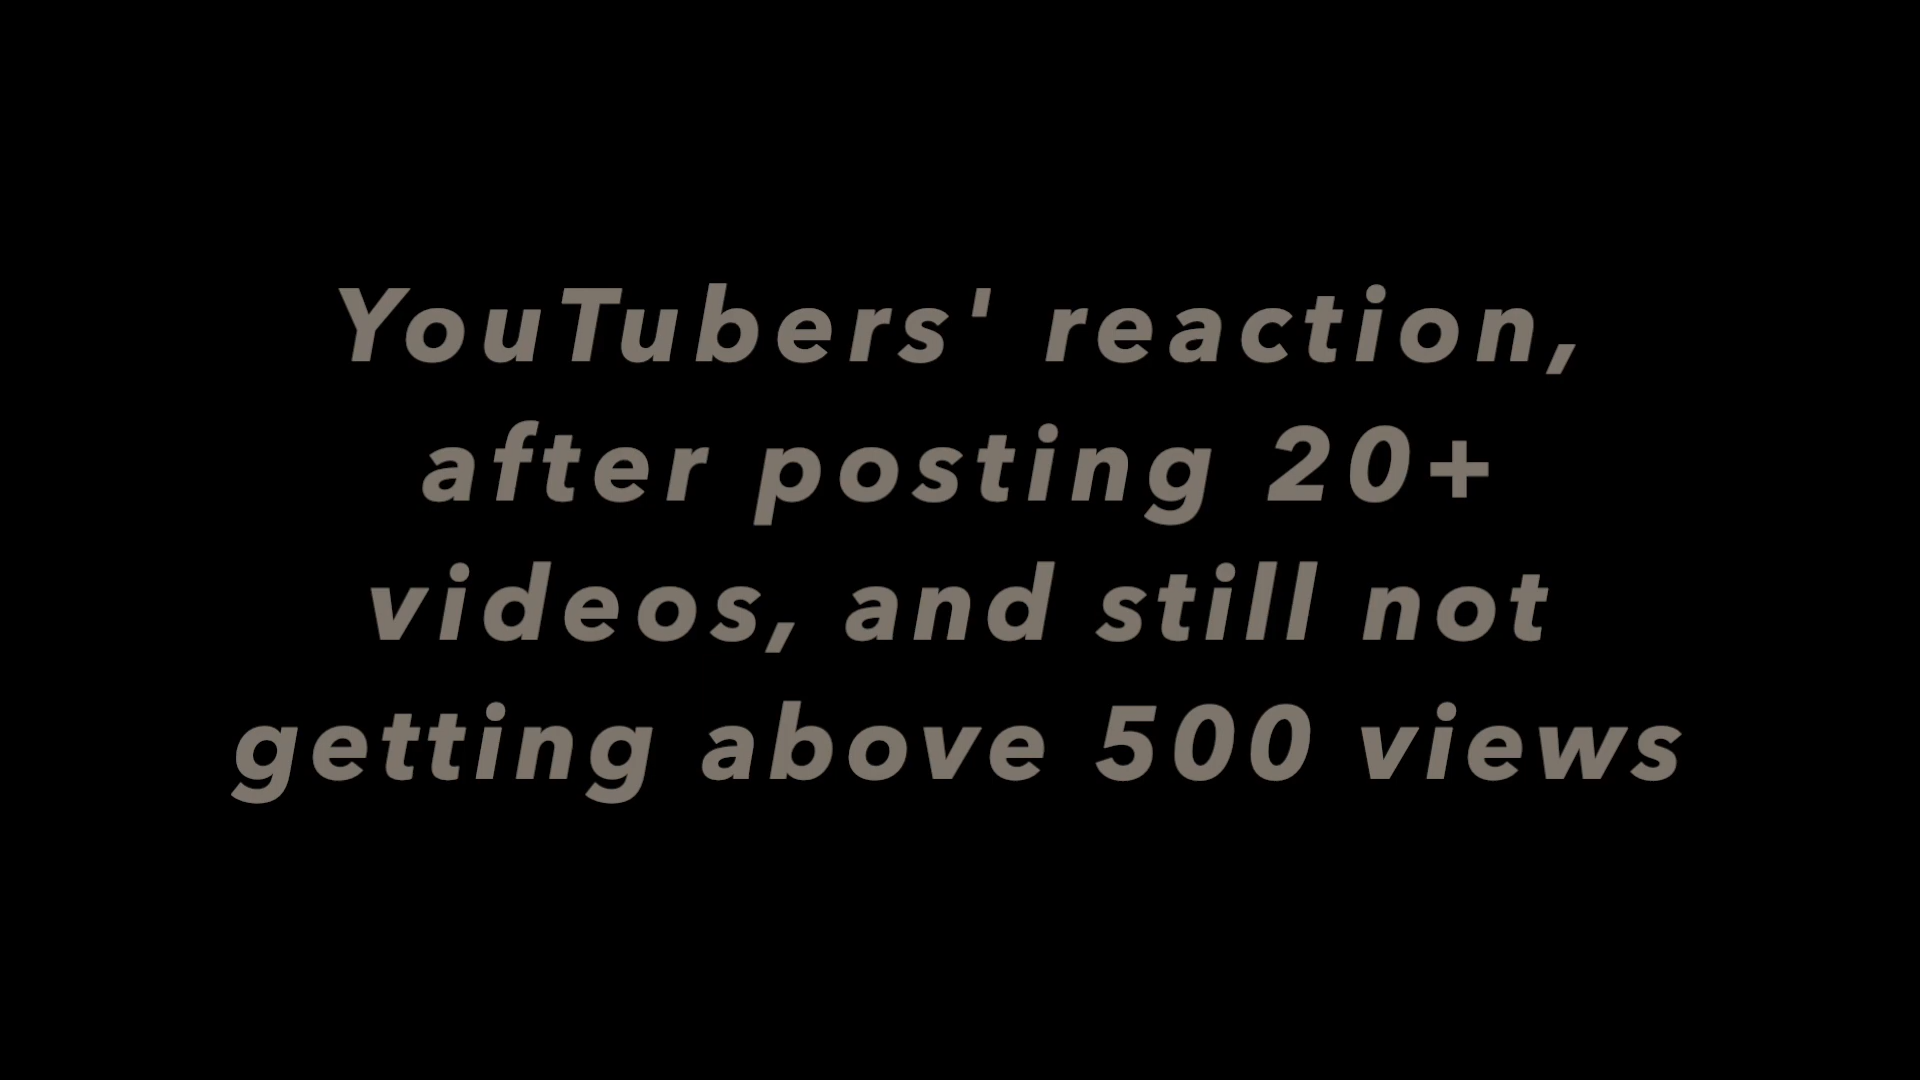 YouTubers' reaction,
after posting 20+
videos, and still not
getting above 500 views